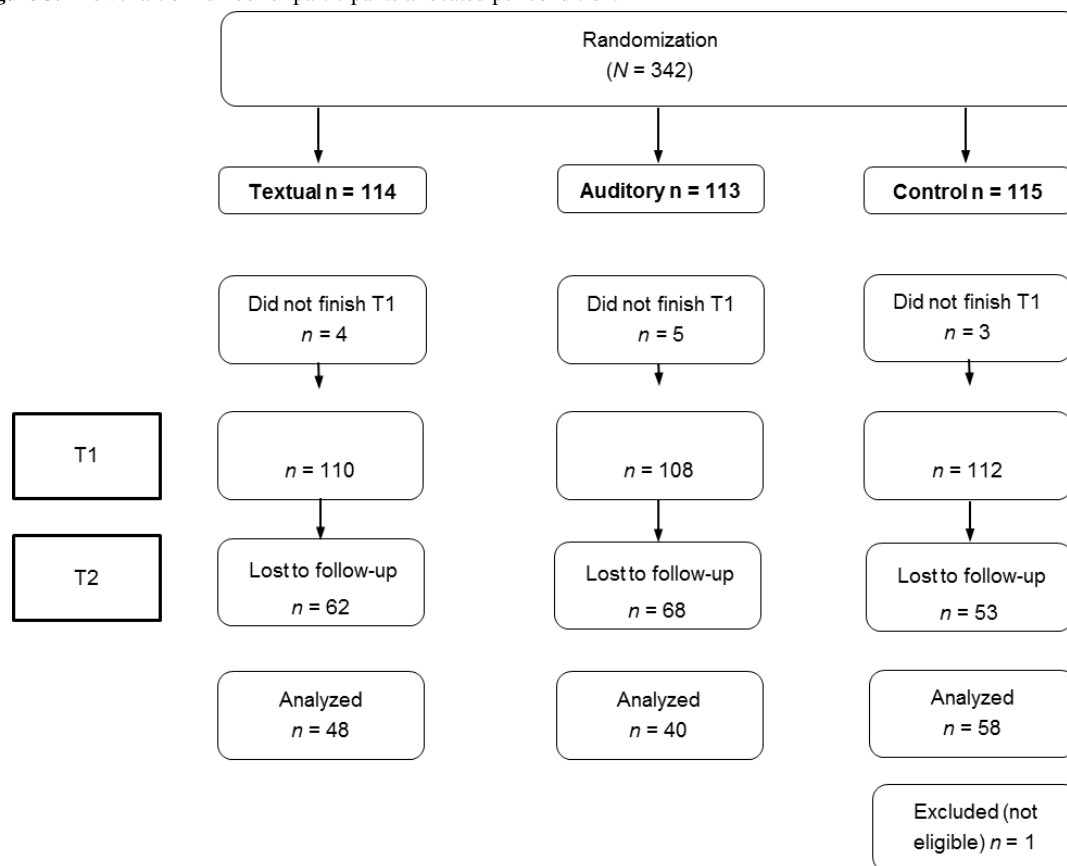 Randomization
(N = 342)
Textual n = 114
Auditory n = 113
Control n = 115
Did not finish T1
n = 4
Did not finish T1
n = 5
Did not finish T1
n = 3
T1
n = 110
n = 108
n = 112
T2
Lost to follow-up
n = 62
Lost to follow-up
n = 68
Lost to follow-up
n = 53
Analyzed
n = 48
Analyzed
n = 40
Analyzed
n = 58
Excluded (not
eligible) n = 1